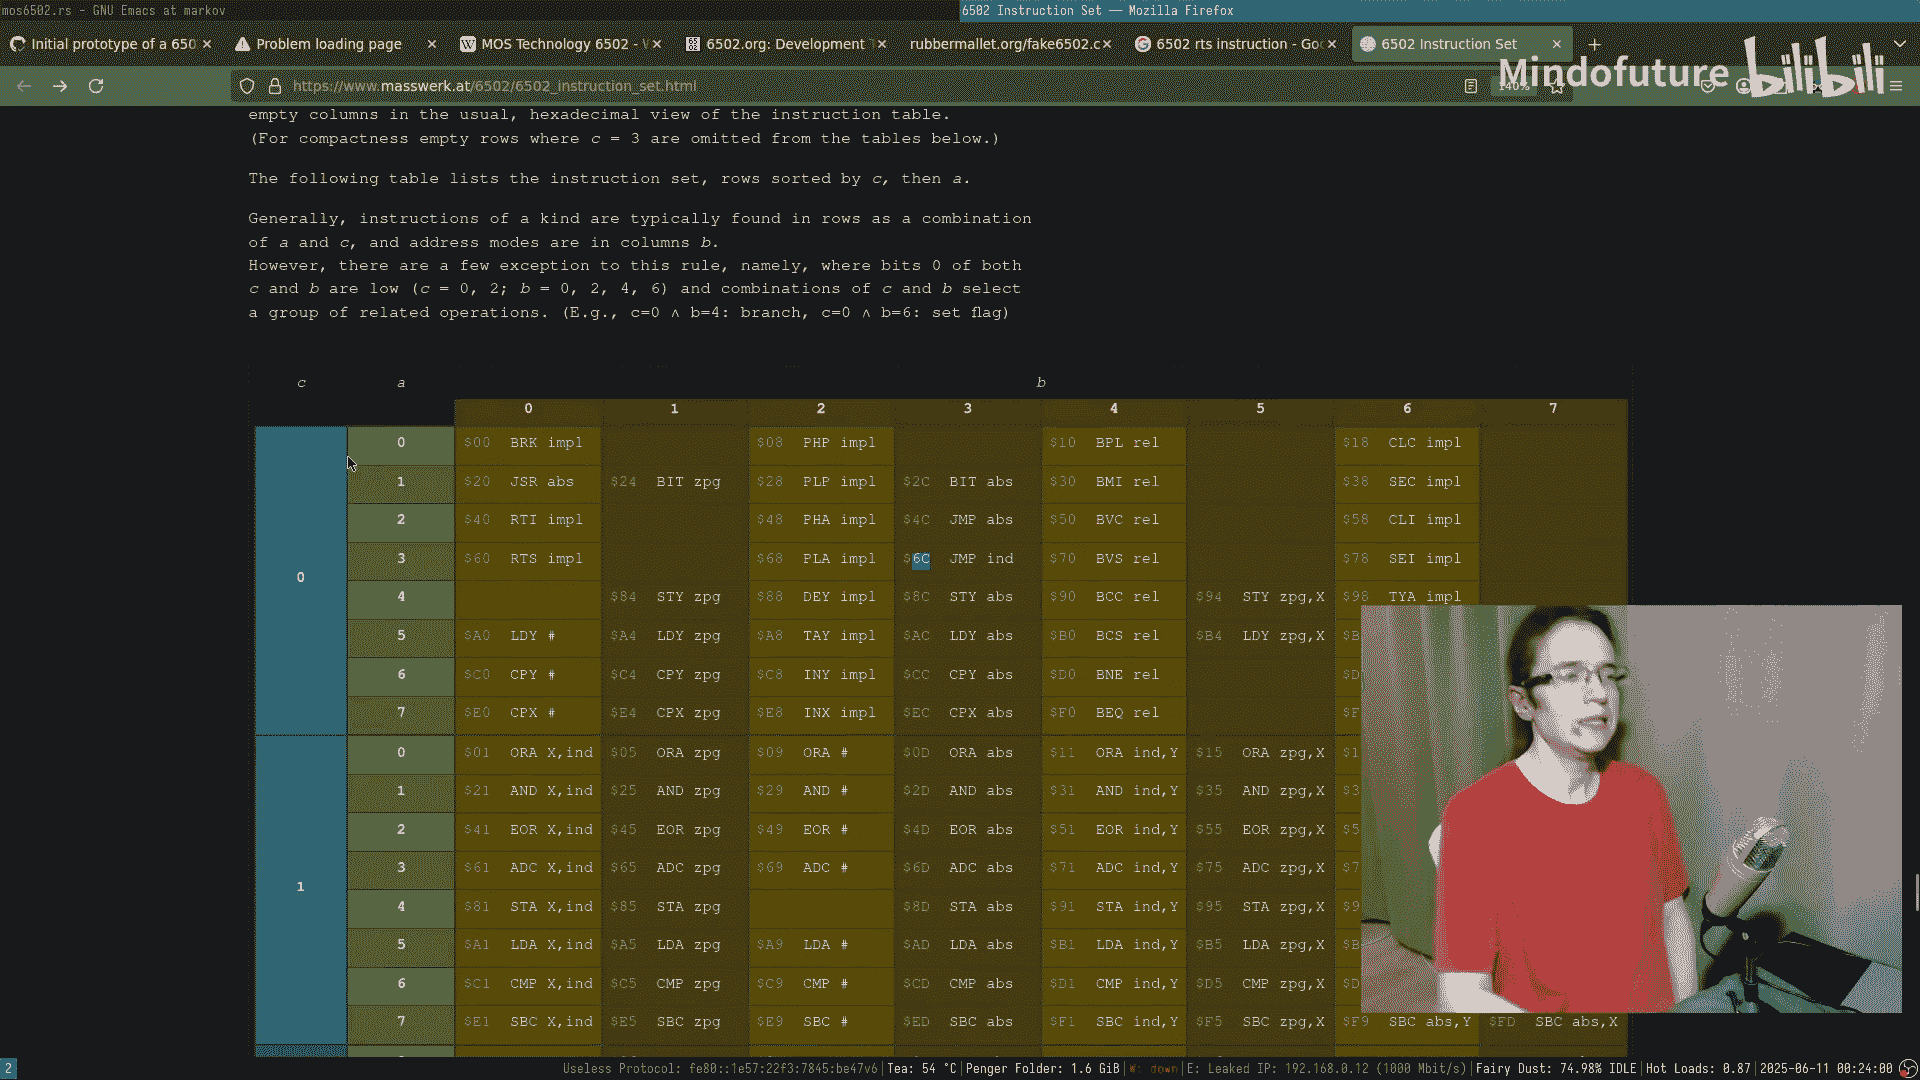 mos6502.rs - GNU Emacs at markov
6502 Instruction Set — Mozilla Firefox
Initial prototype of a 650
Problem loading page
MOS Technology 6502 - W
6502.org: Development T
rubbermallet.org/fake6502.c
6502 rts instruction - Goo
6502 Instruction Set
https://www.masswerk.at/6502/6502_instruction_set.html
140%
Mindofuture bilibili
empty columns in the usual, hexadecimal view of the instruction table.
(For compactness empty rows where c = 3 are omitted from the tables below.)
The following table lists the instruction set, rows sorted by c, then a.
Generally, instructions of a kind are typically found in rows as a combination
of a and c, and address modes are in columns b.
However, there are a few exception to this rule, namely, where bits 0 of both
c and b are low (c = 0, 2; b = 0, 2, 4, 6) and combinations of c and b select
a group of related operations. (E.g., c=0 ∧ b=4: branch, c=0 ∧ b=6: set flag)
c a b
0 1 2 3 4 5 6 7
0 $00 BRK impl $08 PHP impl $10 BPL rel $18 CLC impl
1 $20 JSR abs $24 BIT zpg $28 PLP impl $2C BIT abs $30 BMI rel $38 SEC impl
2 $40 RTI impl $48 PHA impl $4C JMP abs $50 BVC rel $58 CLI impl
3 $60 RTS impl $68 PLA impl $6C JMP ind $70 BVS rel $78 SEI impl
0
4 $84 STY zpg $88 DEY impl $8C STY abs $90 BCC rel $94 STY zpg,X $98 TYA impl
5 $A0 LDY # $A4 LDY zpg $A8 TAY impl $AC LDY abs $B0 BCS rel $B4 LDY zpg,X $B
6 $C0 CPY # $C4 CPY zpg $C8 INY impl $CC CPY abs $D0 BNE rel $D
7 $E0 CPX # $E4 CPX zpg $E8 INX impl $EC CPX abs $F0 BEQ rel $F
0 $01 ORA X,ind $05 ORA zpg $09 ORA # $0D ORA abs $11 ORA ind,Y $15 ORA zpg,X $1
1 $21 AND X,ind $25 AND zpg $29 AND # $2D AND abs $31 AND ind,Y $35 AND zpg,X $3
2 $41 EOR X,ind $45 EOR zpg $49 EOR # $4D EOR abs $51 EOR ind,Y $55 EOR zpg,X $5
3 $61 ADC X,ind $65 ADC zpg $69 ADC # $6D ADC abs $71 ADC ind,Y $75 ADC zpg,X $7
1
4 $81 STA X,ind $85 STA zpg $8D STA abs $91 STA ind,Y $95 STA zpg,X $9
5 $A1 LDA X,ind $A5 LDA zpg $A9 LDA # $AD LDA abs $B1 LDA ind,Y $B5 LDA zpg,X $B
6 $C1 CMP X,ind $C5 CMP zpg $C9 CMP # $CD CMP abs $D1 CMP ind,Y $D5 CMP zpg,X $D
7 $E1 SBC X,ind $E5 SBC zpg $E9 SBC # $ED SBC abs $F1 SBC ind,Y $F5 SBC zpg,X $F9 SBC abs,Y $FD SBC abs,X
2 Useless Protocol: fe80::1e57:22f3:7845:be47v6|Tea: 54 °C|Penger Folder: 1.6 GiB|W: down|E: Leaked IP: 192.168.0.12 (1000 Mbit/s)|Fairy Dust: 74.98% IDLE|Hot Loads: 0.87|2025-06-11 00:24:00